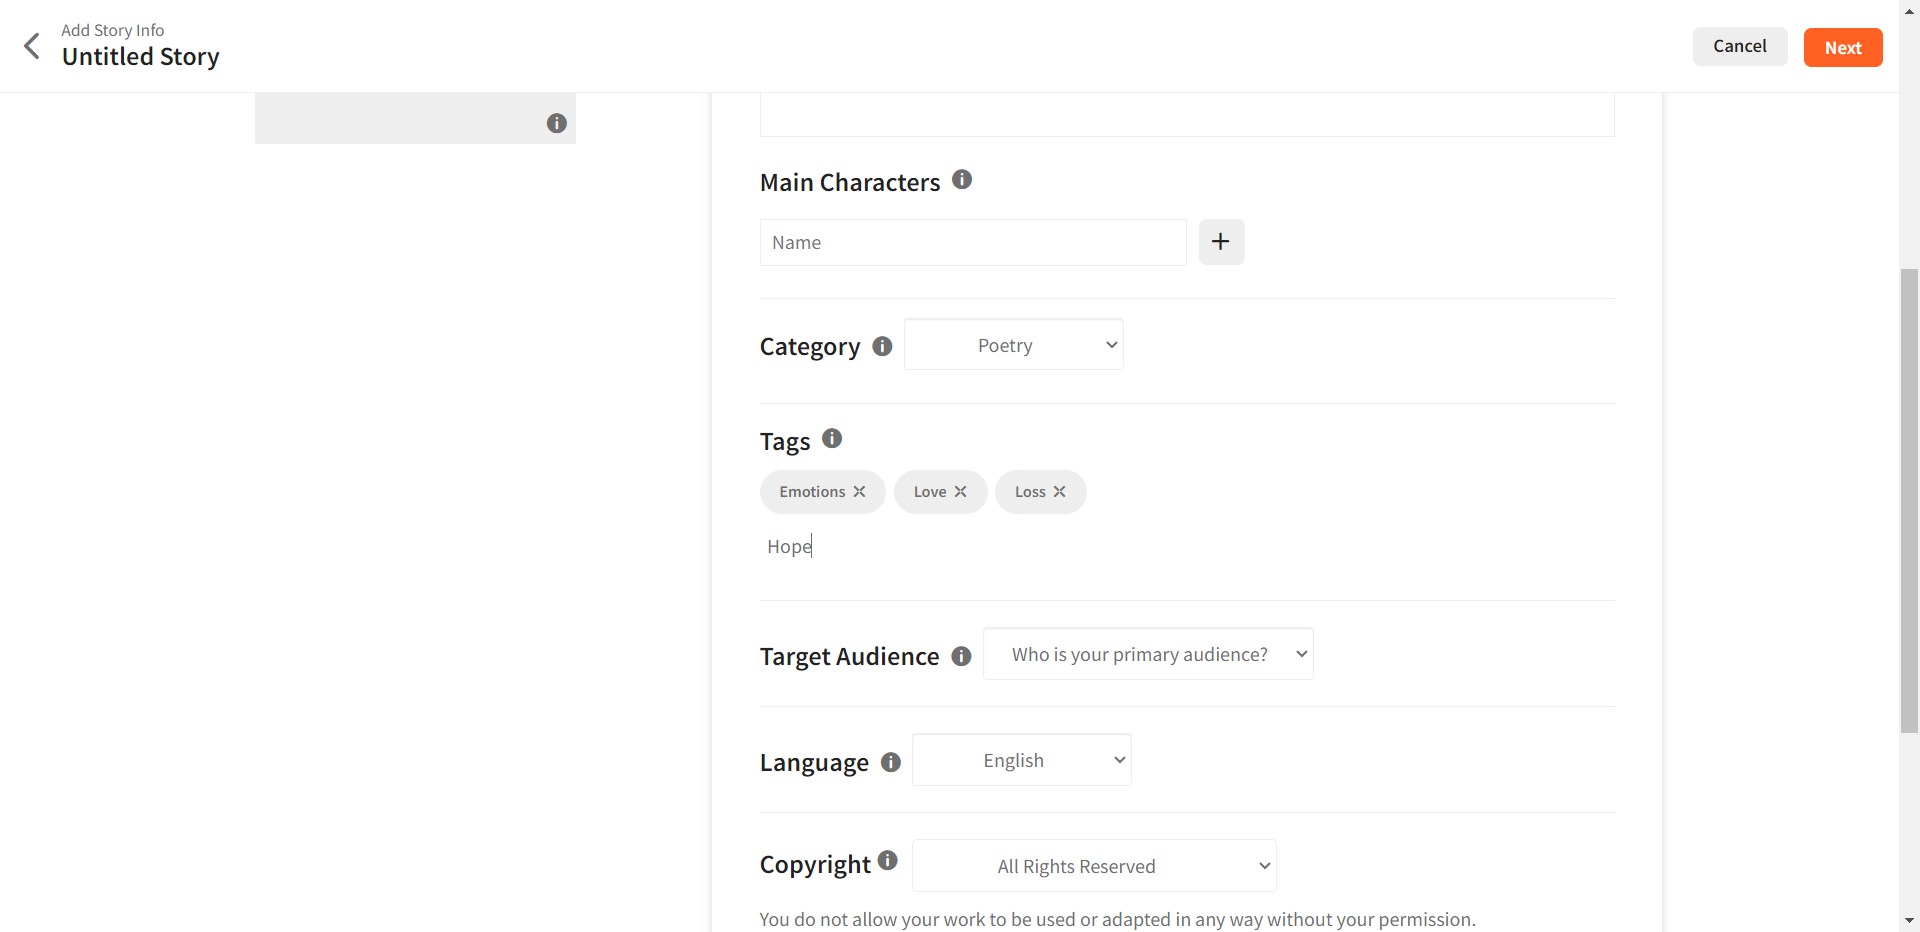 Add Story Info
Untitled Story
Cancel
Next
Main Characters
Name
Category
Poetry
Tags
Emotions
Love
Loss
Hope
Target Audience
Who is your primary audience?
Language
English
Copyright
All Rights Reserved
You do not allow your work to be used or adapted in any way without your permission.